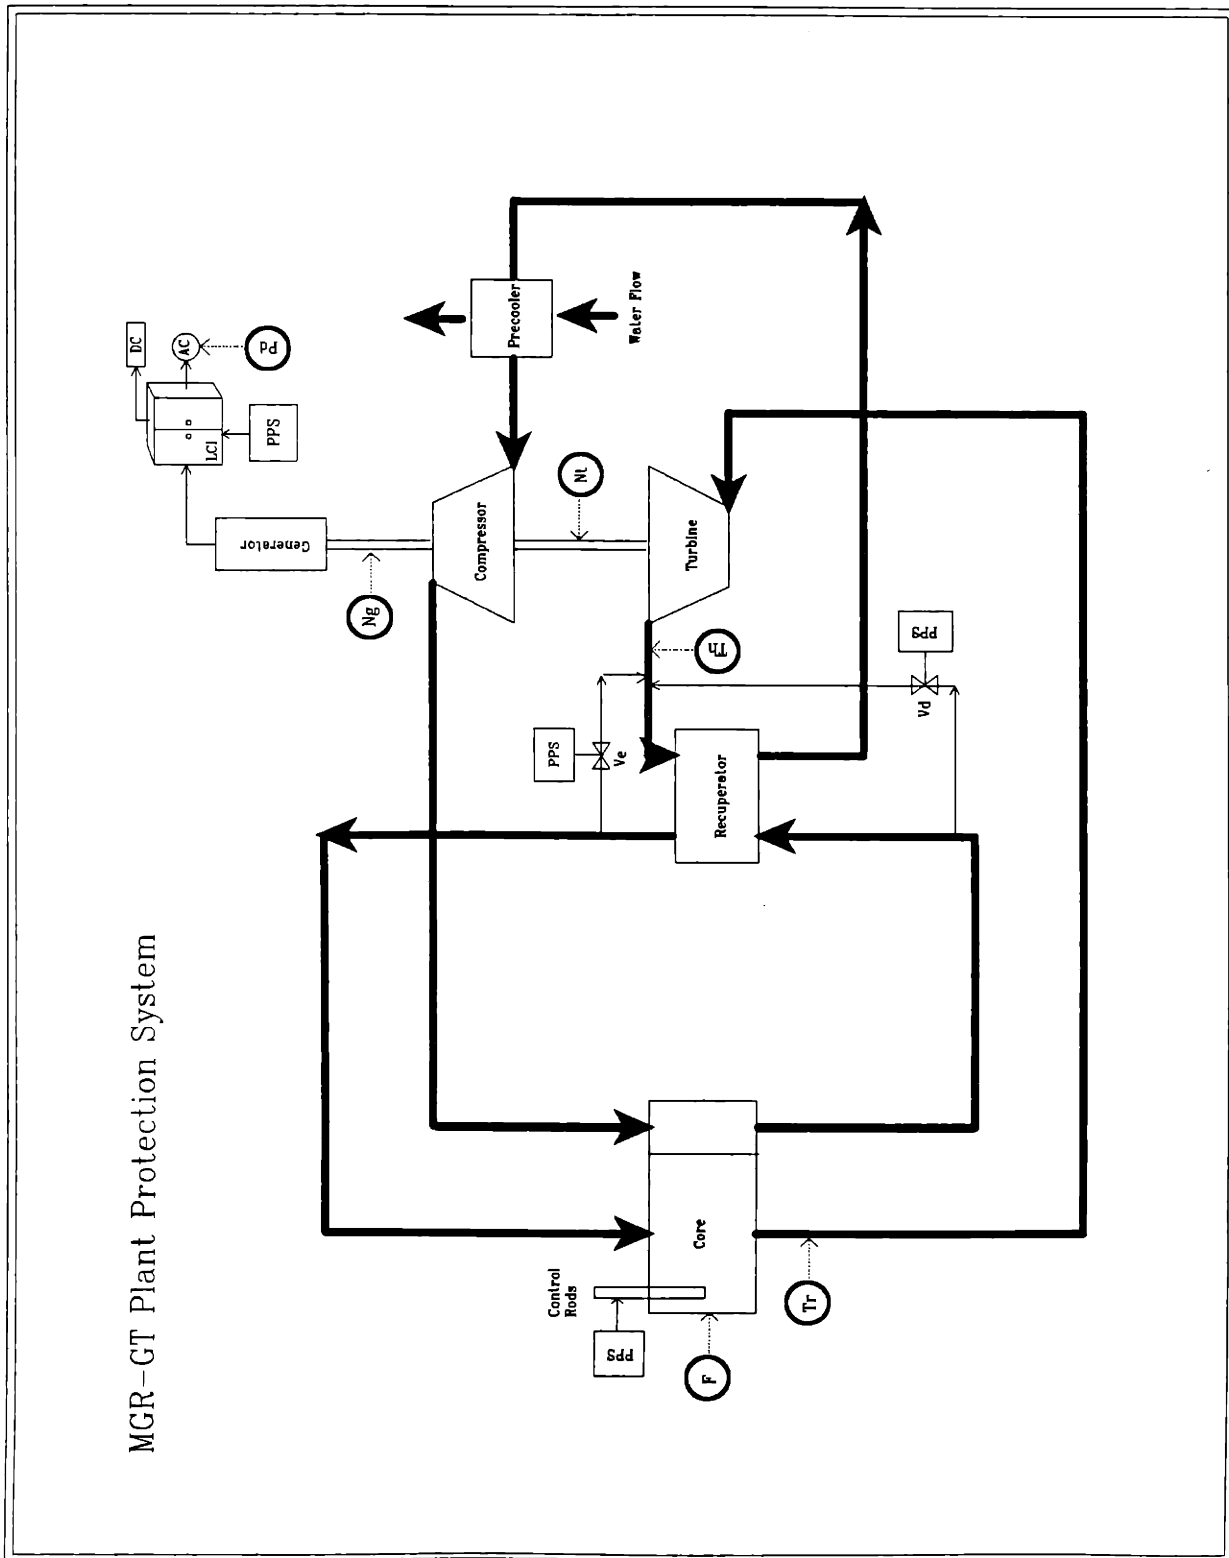 MGR-GT Plant Protection System
DC
AC
Pd
LCI
PPS
Generator
Ng
Precooler
Water Flow
Compressor
Nt
Turbine
Th
PPS
Ve
PPS
Vd
Recuperator
Core
Control
Rods
PPS
F
Tr